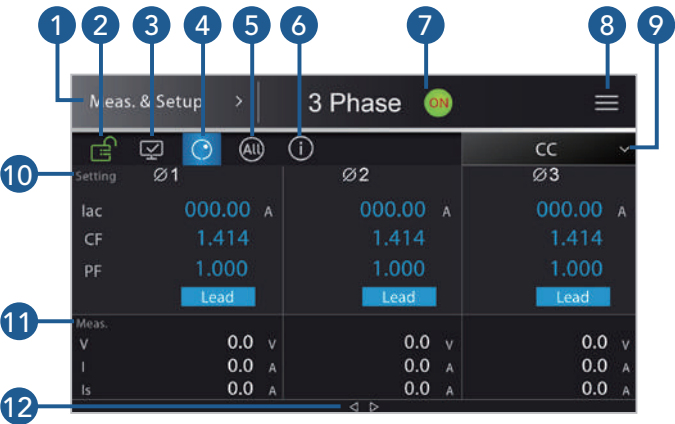 1 2 3 4 5 6 7 8 9
Meas. & Setup > 3 Phase ON
All i CC
10 Setting Ø1 Ø2 Ø3
Iac 000.00 A 000.00 A 000.00 A
CF 1.414 1.414 1.414
PF 1.000 1.000 1.000
Lead Lead Lead
11 Meas.
V 0.0 V 0.0 V 0.0 V
I 0.0 A 0.0 A 0.0 A
Is 0.0 A 0.0 A 0.0 A
12